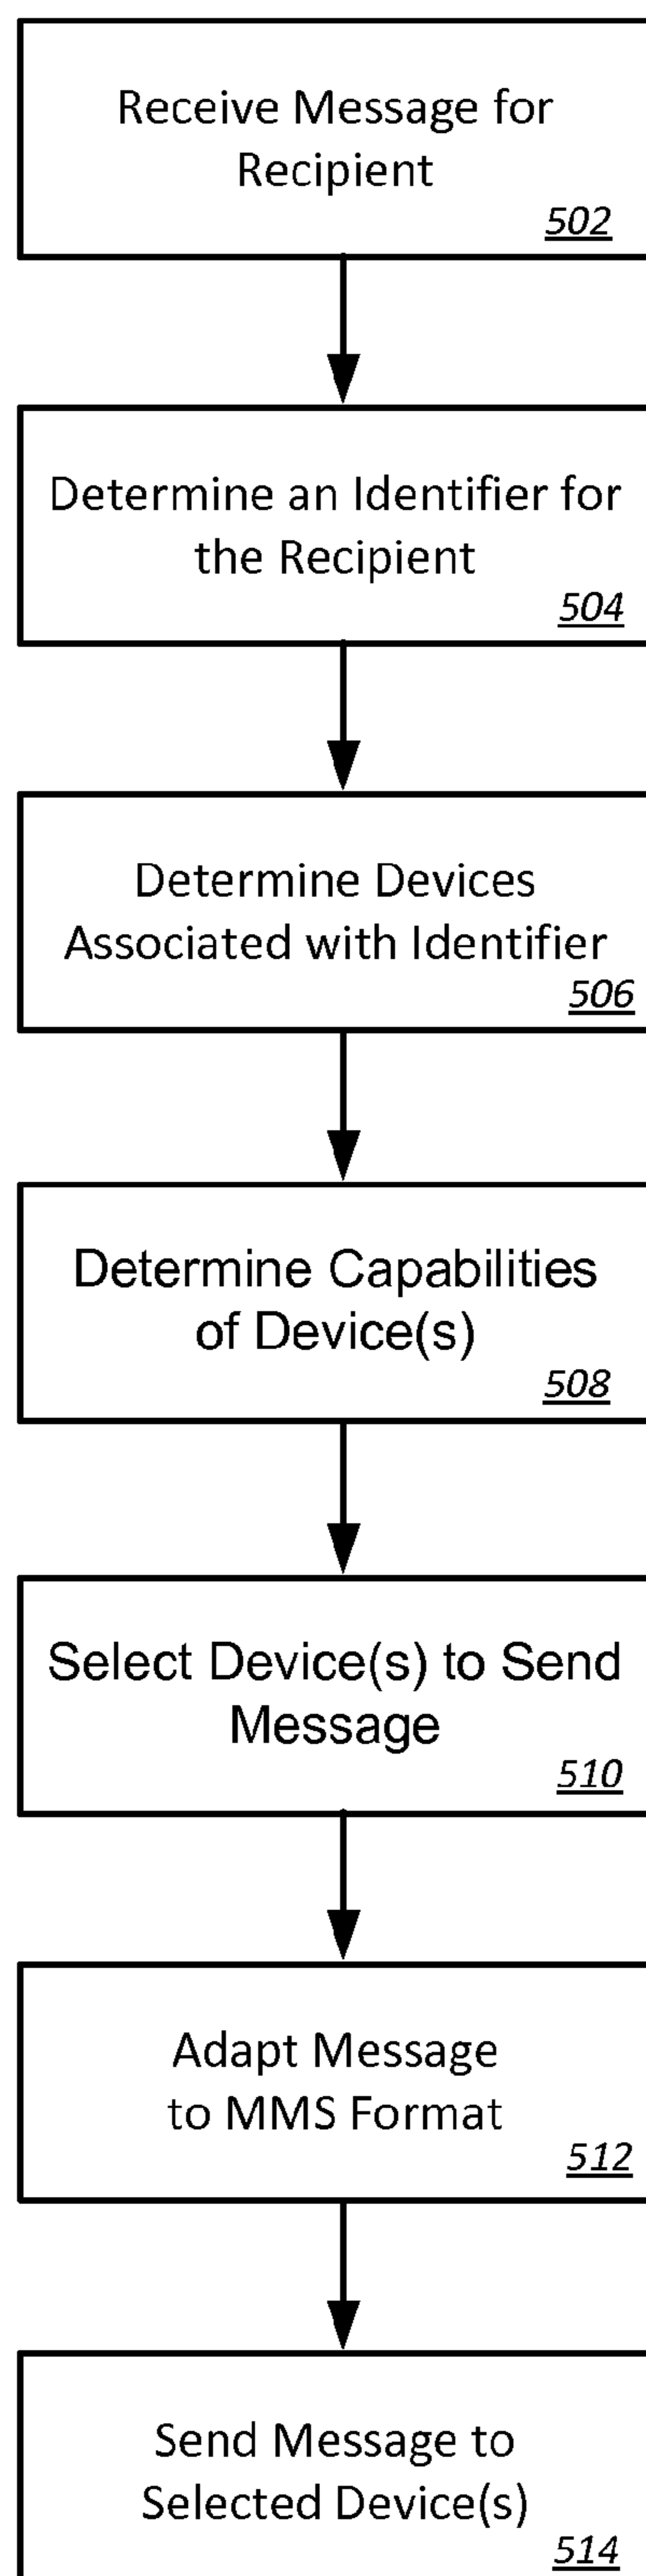 Receive Message for
Recipient
502
Determine an Identifier for
the Recipient
504
Determine Devices
Associated with Identifier
506
Determine Capabilities
of Device(s)
508
Select Device(s) to Send
Message
510
Adapt Message
to MMS Format
512
Send Message to
Selected Device(s)
514